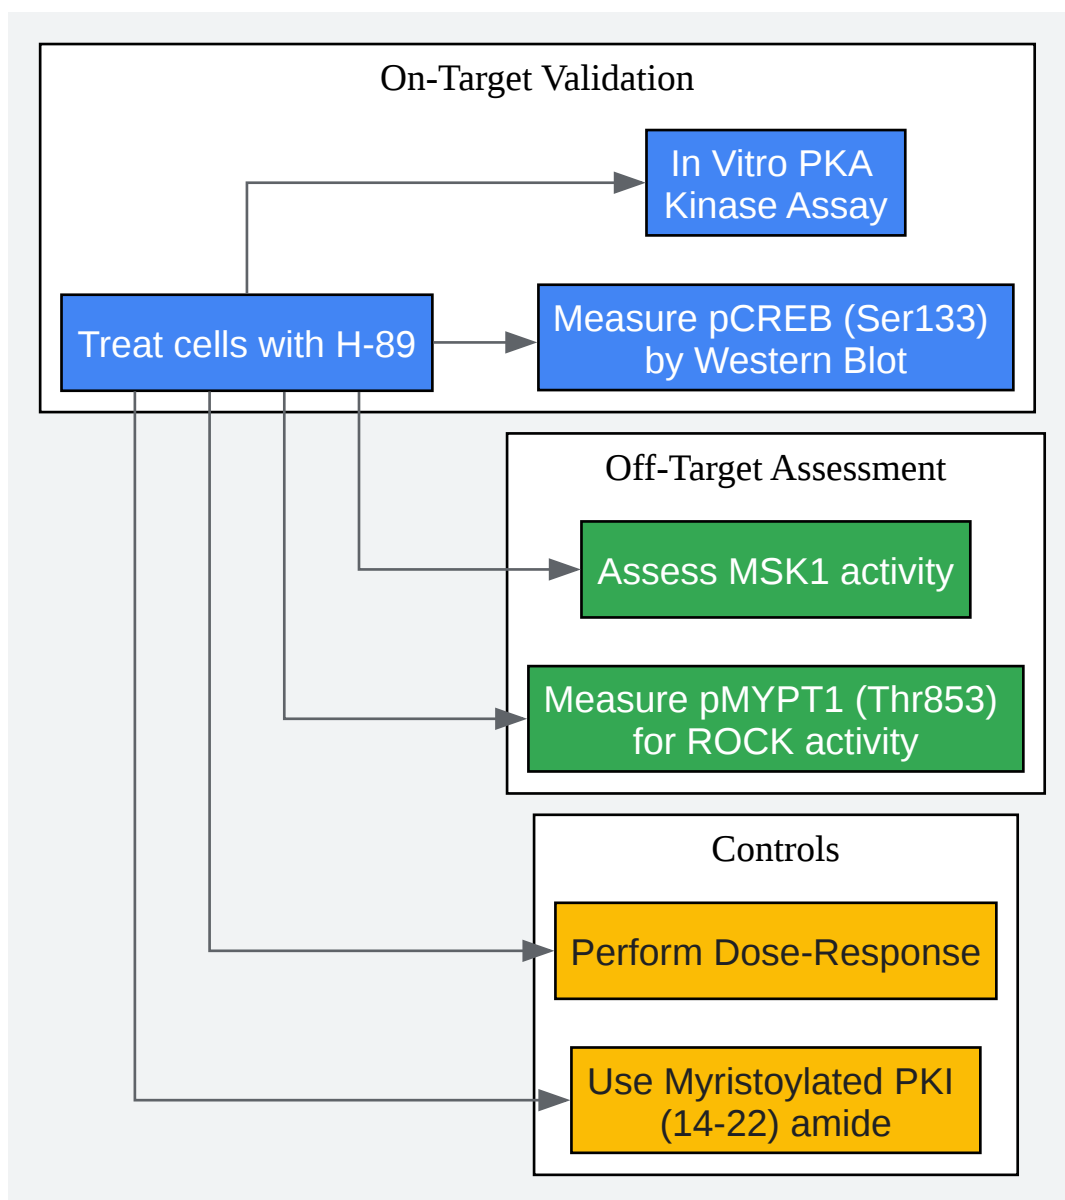 On-Target Validation
In Vitro PKA
Kinase Assay
Treat cells with H-89
Measure pCREB (Ser133)
by Western Blot
Off-Target Assessment
Assess MSK1 activity
Measure pMYPT1 (Thr853)
for ROCK activity
Controls
Perform Dose-Response
Use Myristoylated PKI
(14-22) amide